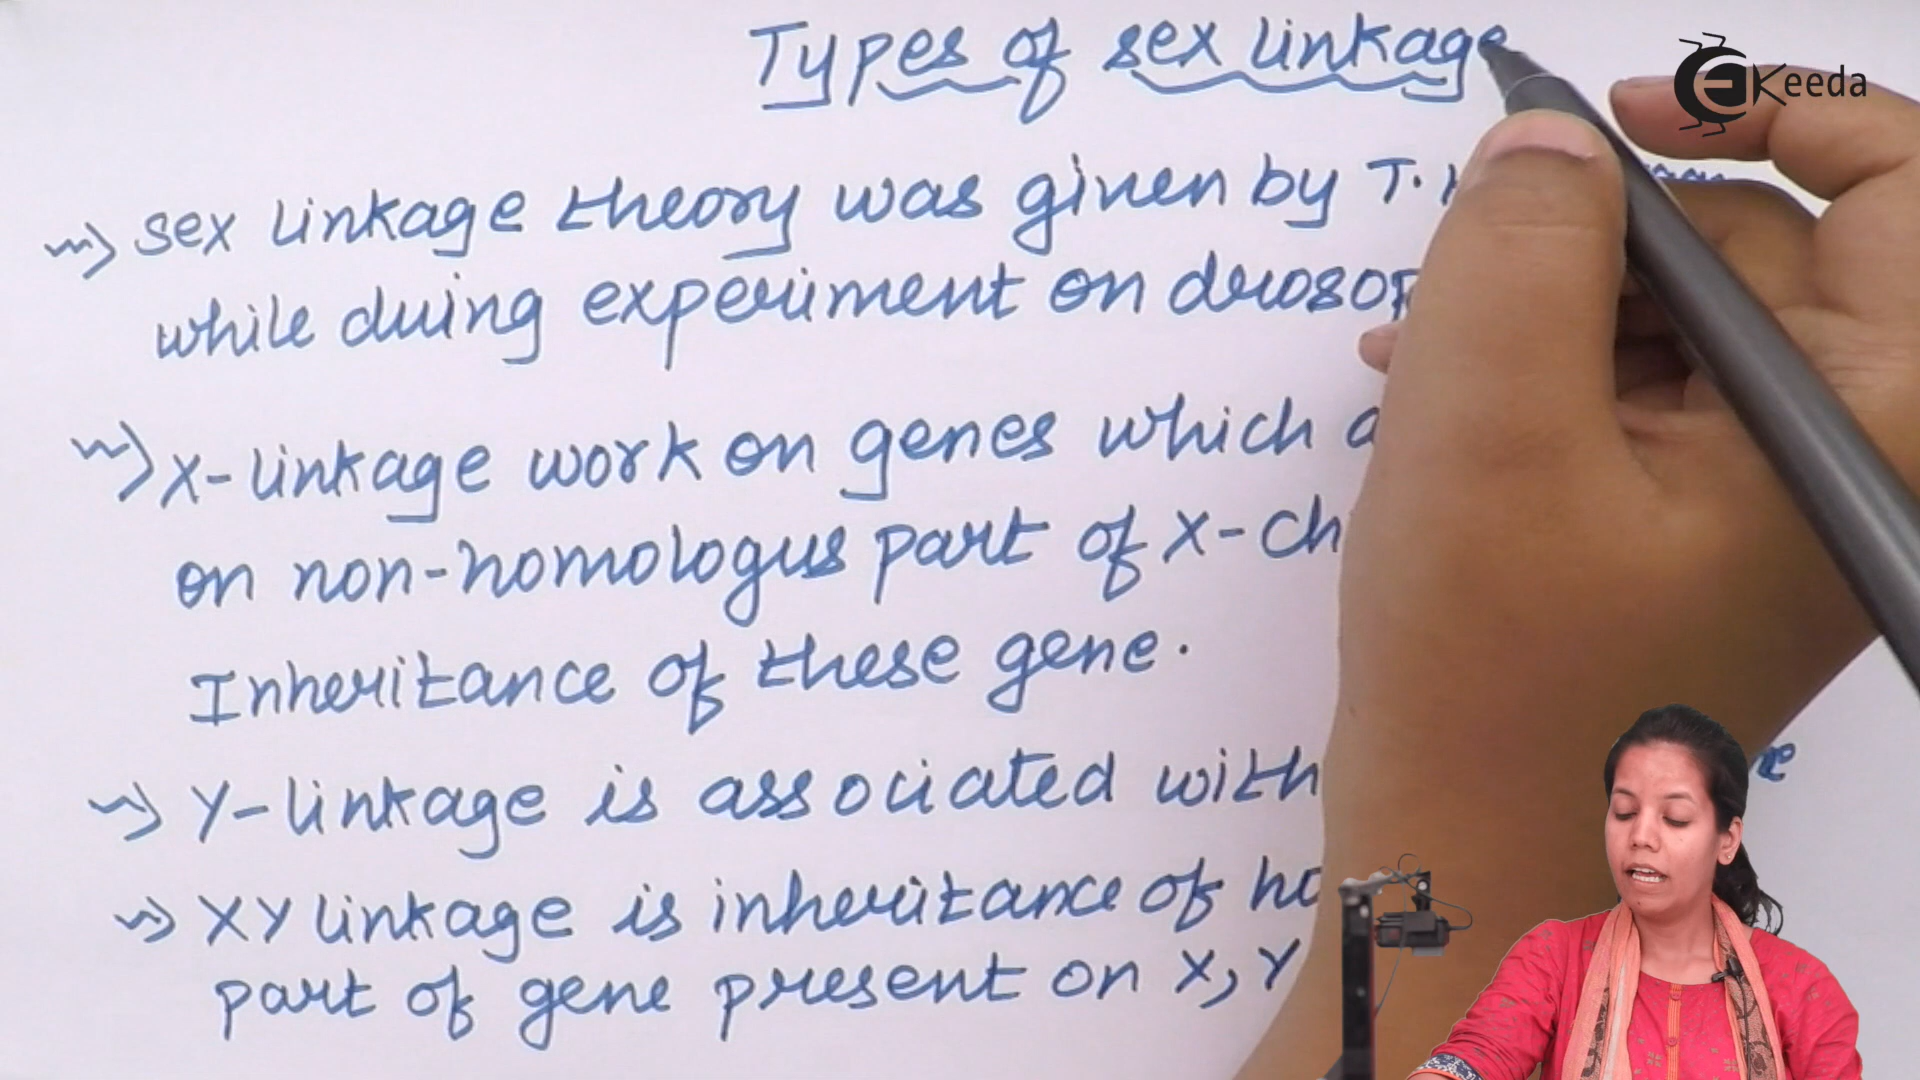 Types of sex linkage
Keeda
sex linkage theory was given by T.
while duing experiment on
X-linkage work on genes which
on non-homologus part of X-
Inheritance of these gene.
Y-linkage is associated with
XY linkage is inheritance of
part of gene present on X, Y